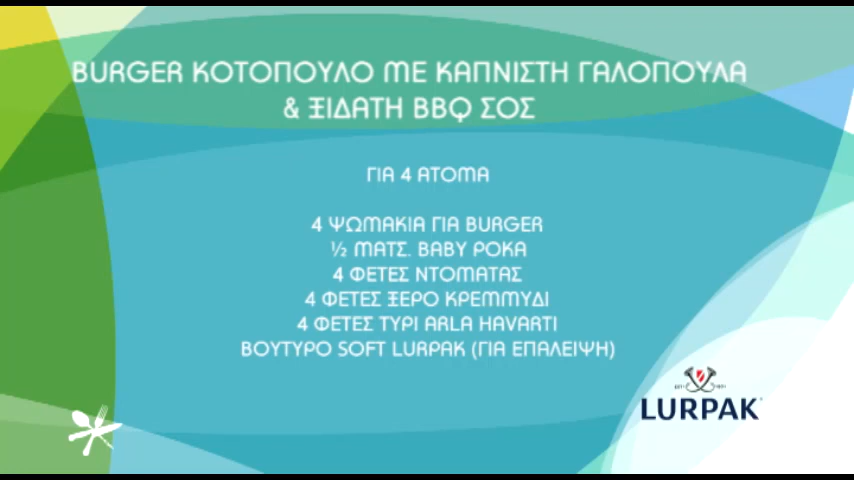 BURGER ΚΟΤΟΠΟΥΛΟ ΜΕ ΚΑΠΝΙΣΤΗ ΓΑΛΟΠΟΥΛΑ
& ΞΙΔΑΤΗ BBQ ΣΟΣ
ΓΙΑ 4 ΑΤΟΜΑ
4 ΨΩΜΑΚΙΑ ΓΙΑ BURGER
½ ΜΑΤΣ. BABY ΡΟΚΑ
4 ΦΕΤΕΣ ΝΤΟΜΑΤΑΣ
4 ΦΕΤΕΣ ΞΕΡΟ ΚΡΕΜΜΥΔΙ
4 ΦΕΤΕΣ ΤΥΡΙ ARLA HAVARTI
ΒΟΥΤΥΡΟ SOFT LURPAK (ΓΙΑ ΕΠΑΛΕΙΨΗ)
LURPAK